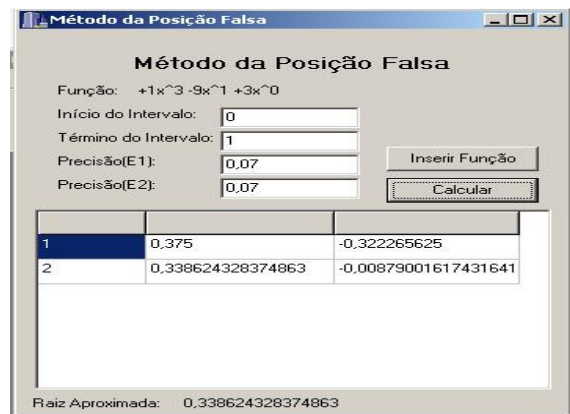 Método da Posição Falsa
Método da Posição Falsa
Função: +1x^3 -9x^1 +3x^0
Início do Intervalo: 0
Término do Intervalo: 1
Precisão(E1): 0,07
Inserir Função
Precisão(E2): 0,07
Calcular
1 0,375 -0,322265625
2 0,338624328374863 -0,00879001617431641
Raiz Aproximada: 0,338624328374863